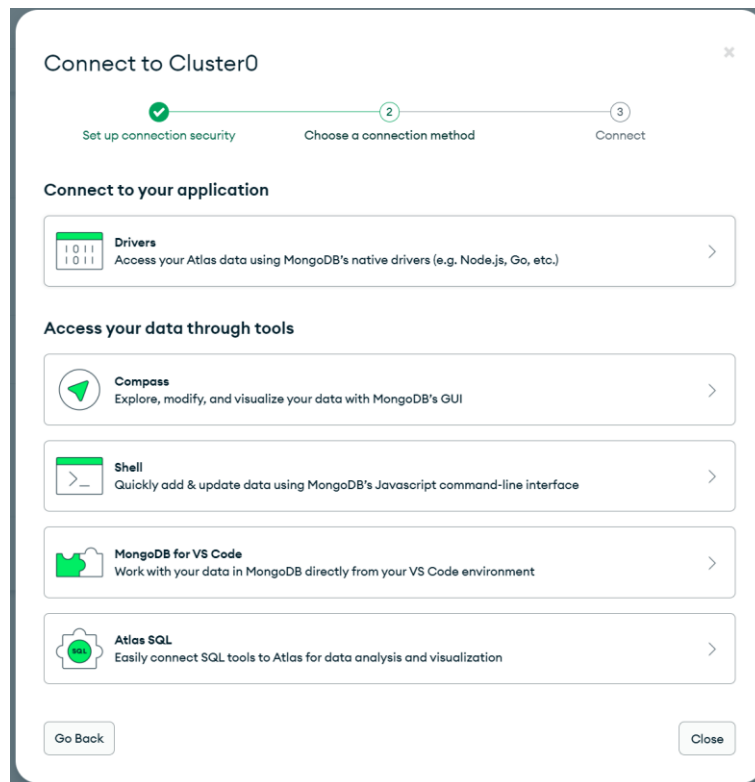 Connect to Cluster0
×
2
3
Set up connection security
Choose a connection method
Connect
Connect to your application
1011
1011
Drivers
Access your Atlas data using MongoDB's native drivers (e.g. Node.js, Go, etc.)
Access your data through tools
Compass
Explore, modify, and visualize your data with MongoDB's GUI
>_
Shell
Quickly add & update data using MongoDB's Javascript command-line interface
MongoDB for VS Code
Work with your data in MongoDB directly from your VS Code environment
SQL
Atlas SQL
Easily connect SQL tools to Atlas for data analysis and visualization
Go Back
Close